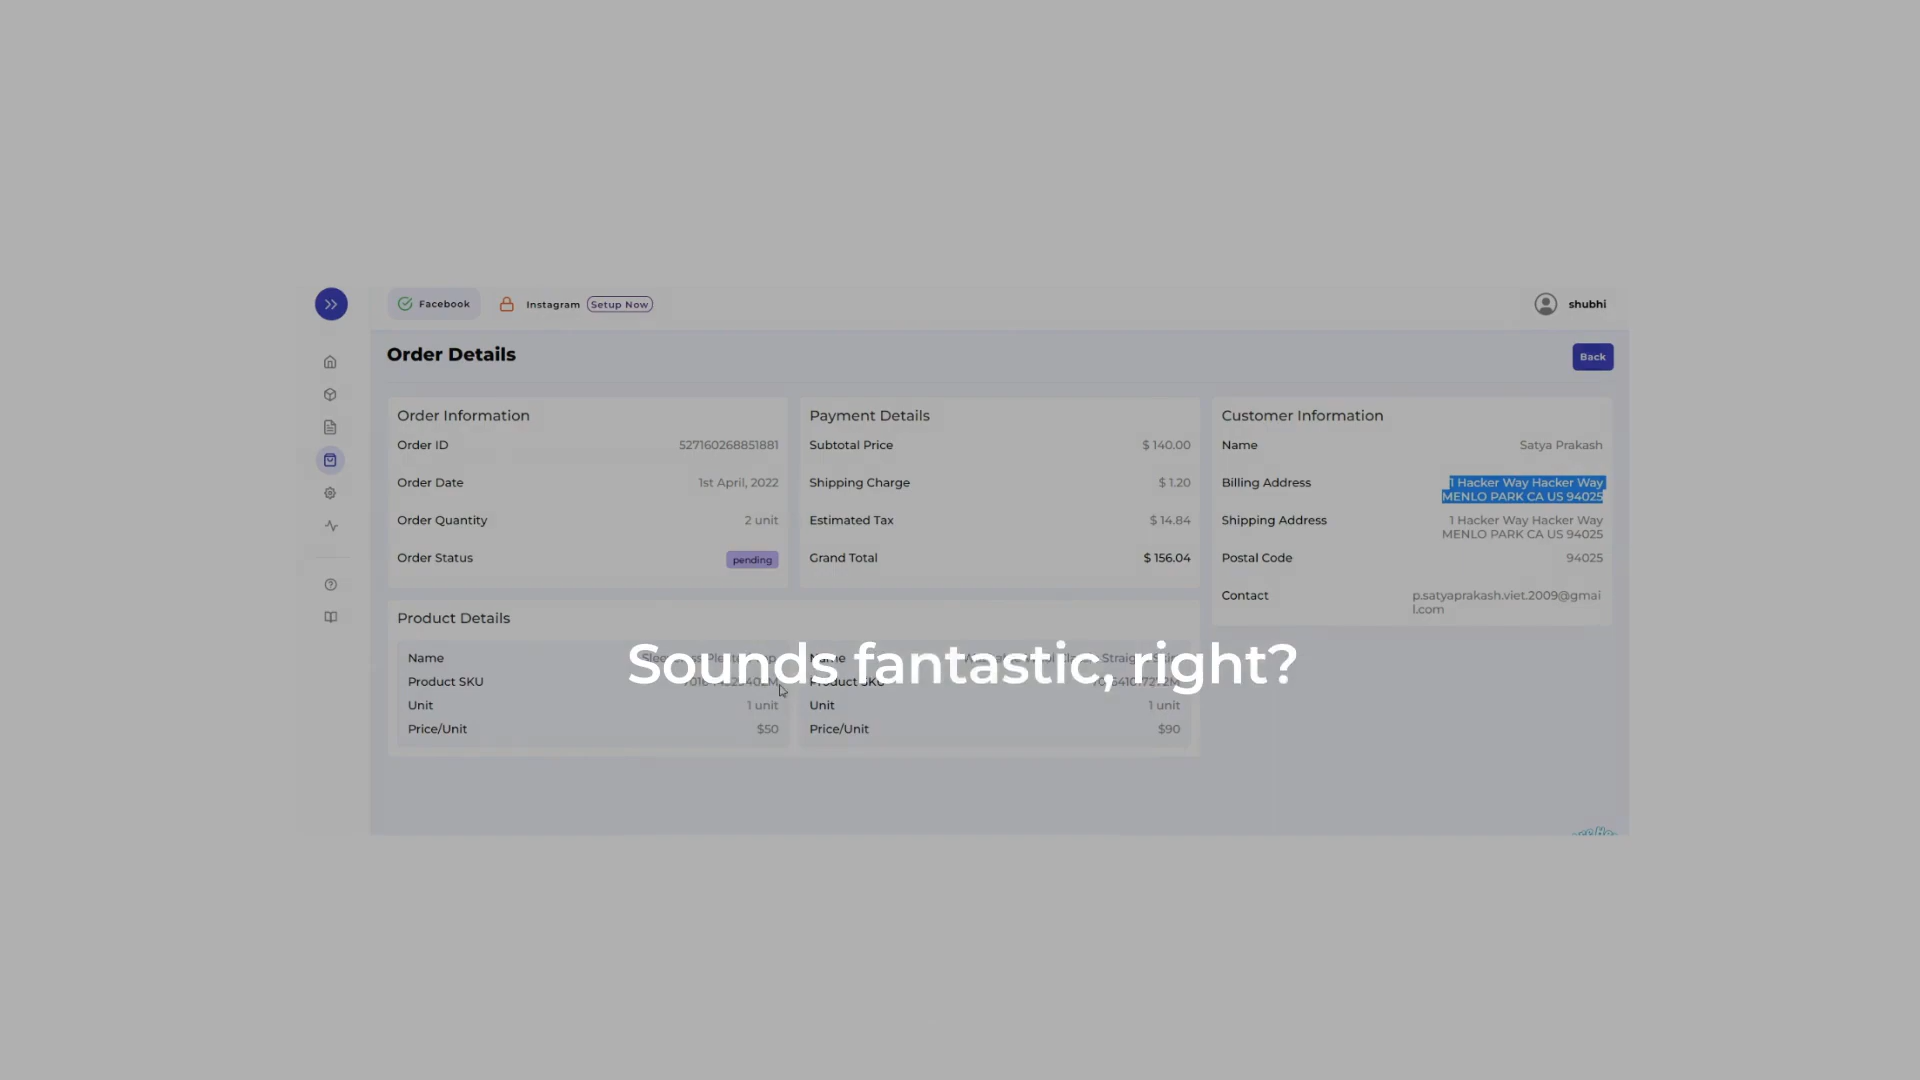 Facebook
Instagram Setup Now
shubhi
Order Details
Back
Order Information
Order ID 527160268851881
Order Date 1st April, 2022
Order Quantity 2 unit
Order Status pending
Payment Details
Subtotal Price $ 140.00
Shipping Charge $ 1.20
Estimated Tax $ 14.84
Grand Total $ 156.04
Customer Information
Name Satya Prakash
Billing Address 1 Hacker Way Hacker Way
MENLO PARK CA US 94025
Shipping Address 1 Hacker Way Hacker Way
MENLO PARK CA US 94025
Postal Code 94025
Contact p.satyaprakash.viet.2009@gmai
l.com
Product Details
Name
Product SKU
Unit 1 unit
Price/Unit $50
Name
Product SKU
Unit 1 unit
Price/Unit $90
Sounds fantastic, right?